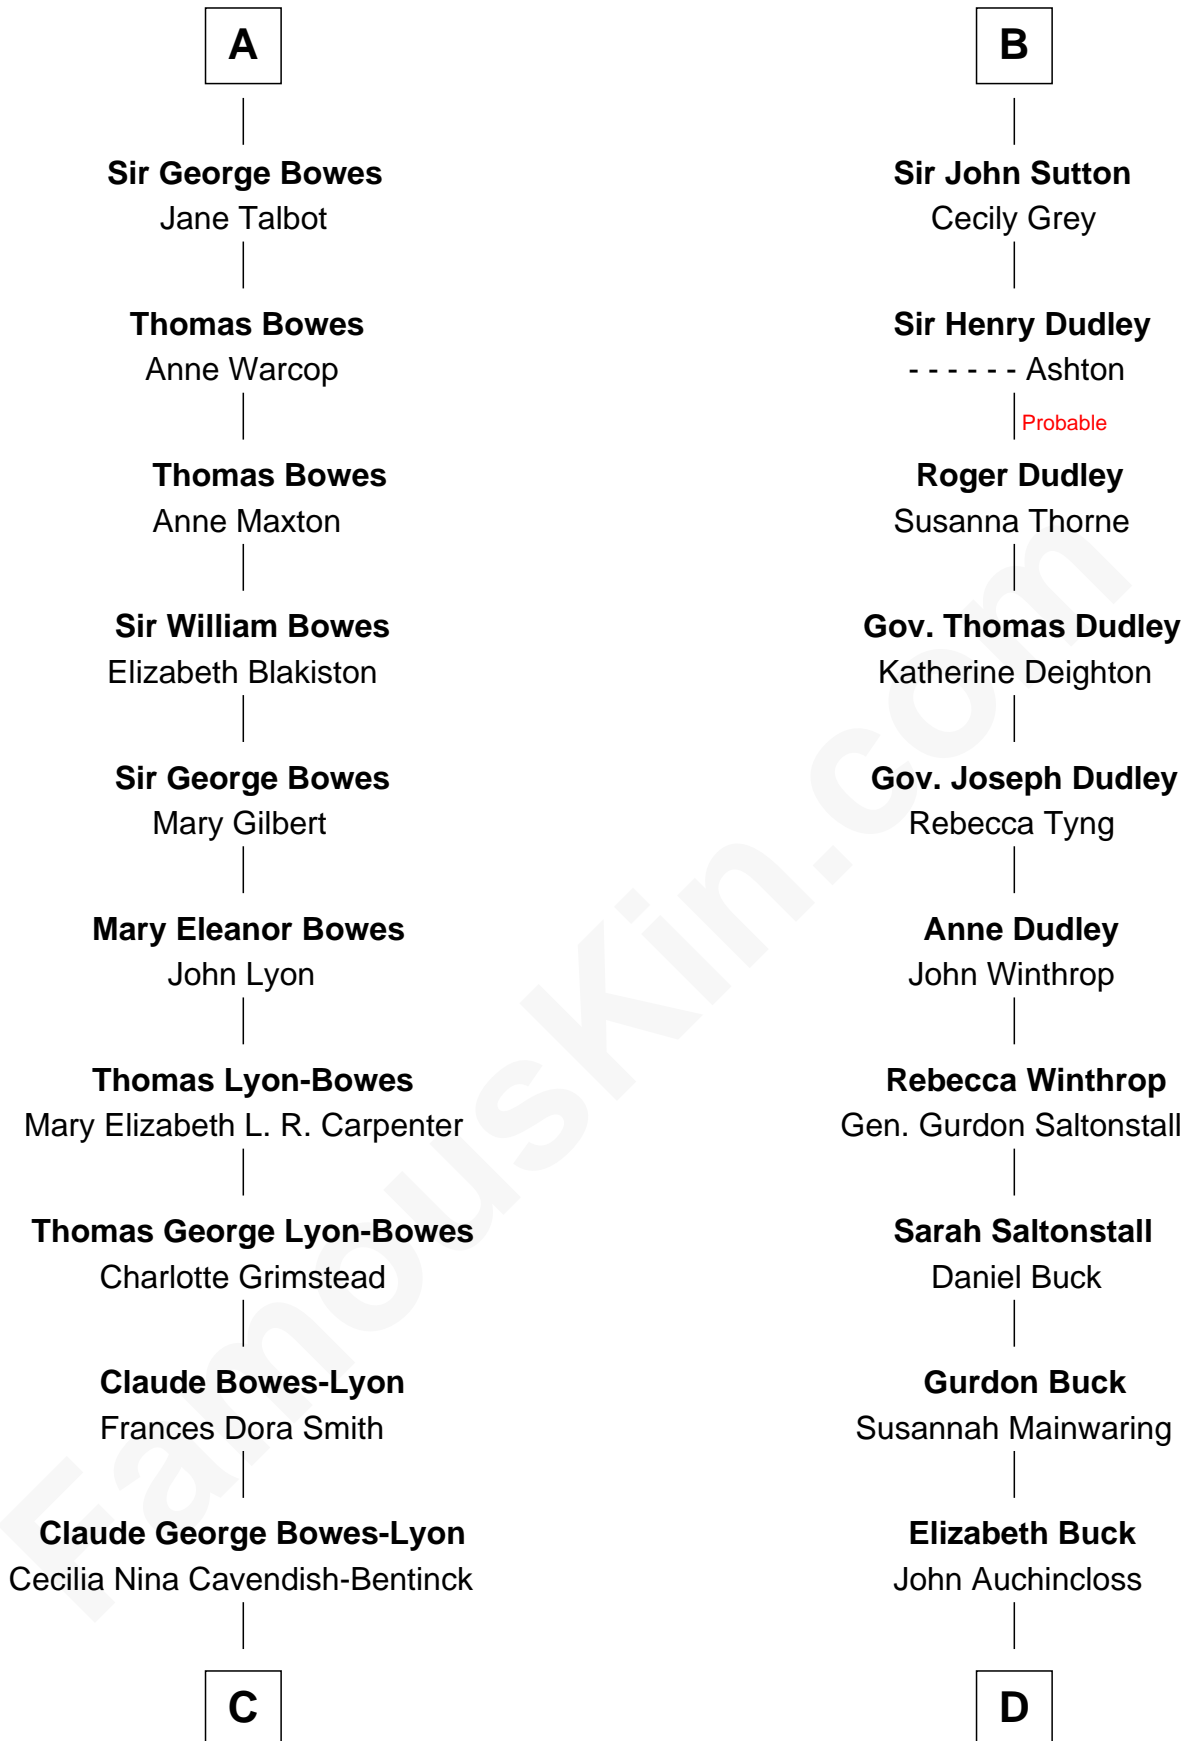 A
Sir George Bowes
Jane Talbot
Thomas Bowes
Anne Warcop
Thomas Bowes
Anne Maxton
Sir William Bowes
Elizabeth Blakiston
Sir George Bowes
Mary Gilbert
Mary Eleanor Bowes
John Lyon
Thomas Lyon-Bowes
Mary Elizabeth L. R. Carpenter
Thomas George Lyon-Bowes
Charlotte Grimstead
Claude Bowes-Lyon
Frances Dora Smith
Claude George Bowes-Lyon
Cecilia Nina Cavendish-Bentinck
C
B
Sir John Sutton
Cecily Grey
Sir Henry Dudley
- - - - - - Ashton
Probable
Roger Dudley
Susanna Thorne
Gov. Thomas Dudley
Katherine Deighton
Gov. Joseph Dudley
Rebecca Tyng
Anne Dudley
John Winthrop
Rebecca Winthrop
Gen. Gurdon Saltonstall
Sarah Saltonstall
Daniel Buck
Gurdon Buck
Susannah Mainwaring
Elizabeth Buck
John Auchincloss
D
FamousKin.com